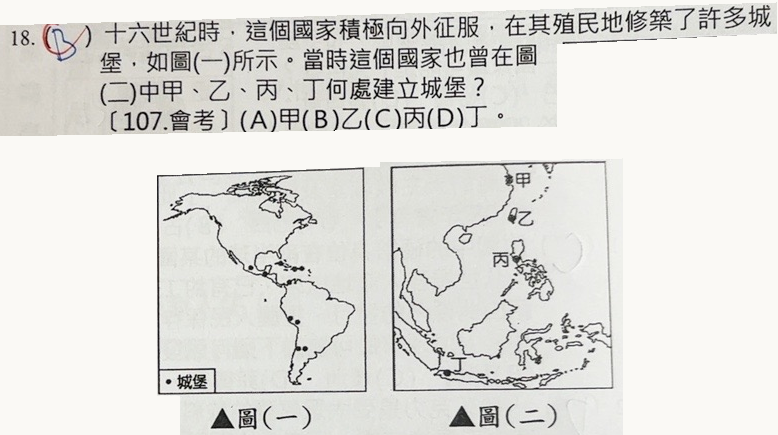 18. (B) 十六世紀時，這個國家積極向外征服，在其殖民地修築了許多城
堡，如圖(一)所示。當時這個國家也曾在圖
(二)中甲、乙、丙、丁何處建立城堡？
〔107.會考〕(A)甲(B)乙(C)丙(D)丁。
甲
乙
丙
丁
• 城堡
▲圖(一)
▲圖(二)